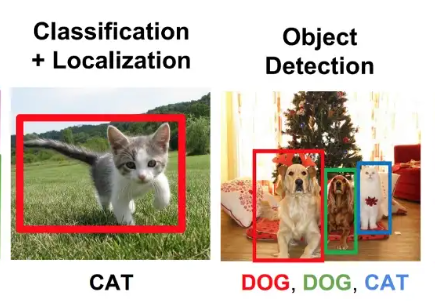 Classification
+ Localization
Object
Detection
CAT
DOG, DOG, CAT